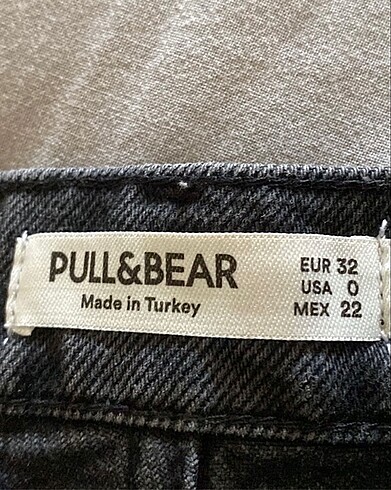 PULL&BEAR
Made in Turkey
EUR 32
USA 0
MEX 22